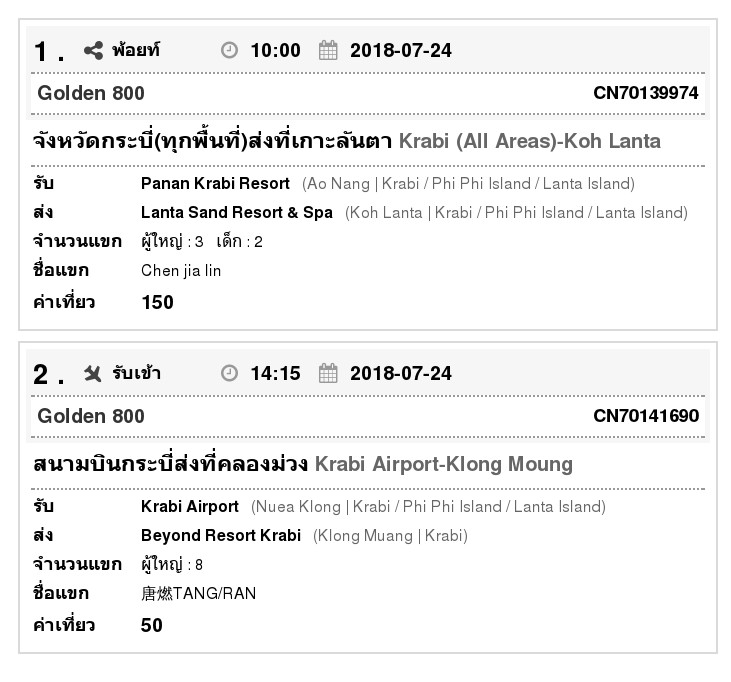 1 . พ้อยท์ 10:00 2018-07-24
Golden 800 CN70139974
จังหวัดกระบี่(ทุกพื้นที่)ส่งที่เกาะลันตา Krabi (All Areas)-Koh Lanta
รับ Panan Krabi Resort (Ao Nang | Krabi / Phi Phi Island / Lanta Island)
ส่ง Lanta Sand Resort & Spa (Koh Lanta | Krabi / Phi Phi Island / Lanta Island)
จำนวนแขก ผู้ใหญ่ : 3 เด็ก : 2
ชื่อแขก Chen jia lin
ค่าเที่ยว 150
2 . รับเข้า 14:15 2018-07-24
Golden 800 CN70141690
สนามบินกระบี่ส่งที่คลองม่วง Krabi Airport-Klong Moung
รับ Krabi Airport (Nuea Klong | Krabi / Phi Phi Island / Lanta Island)
ส่ง Beyond Resort Krabi (Klong Muang | Krabi)
จำนวนแขก ผู้ใหญ่ : 8
ชื่อแขก 唐燃TANG/RAN
ค่าเที่ยว 50